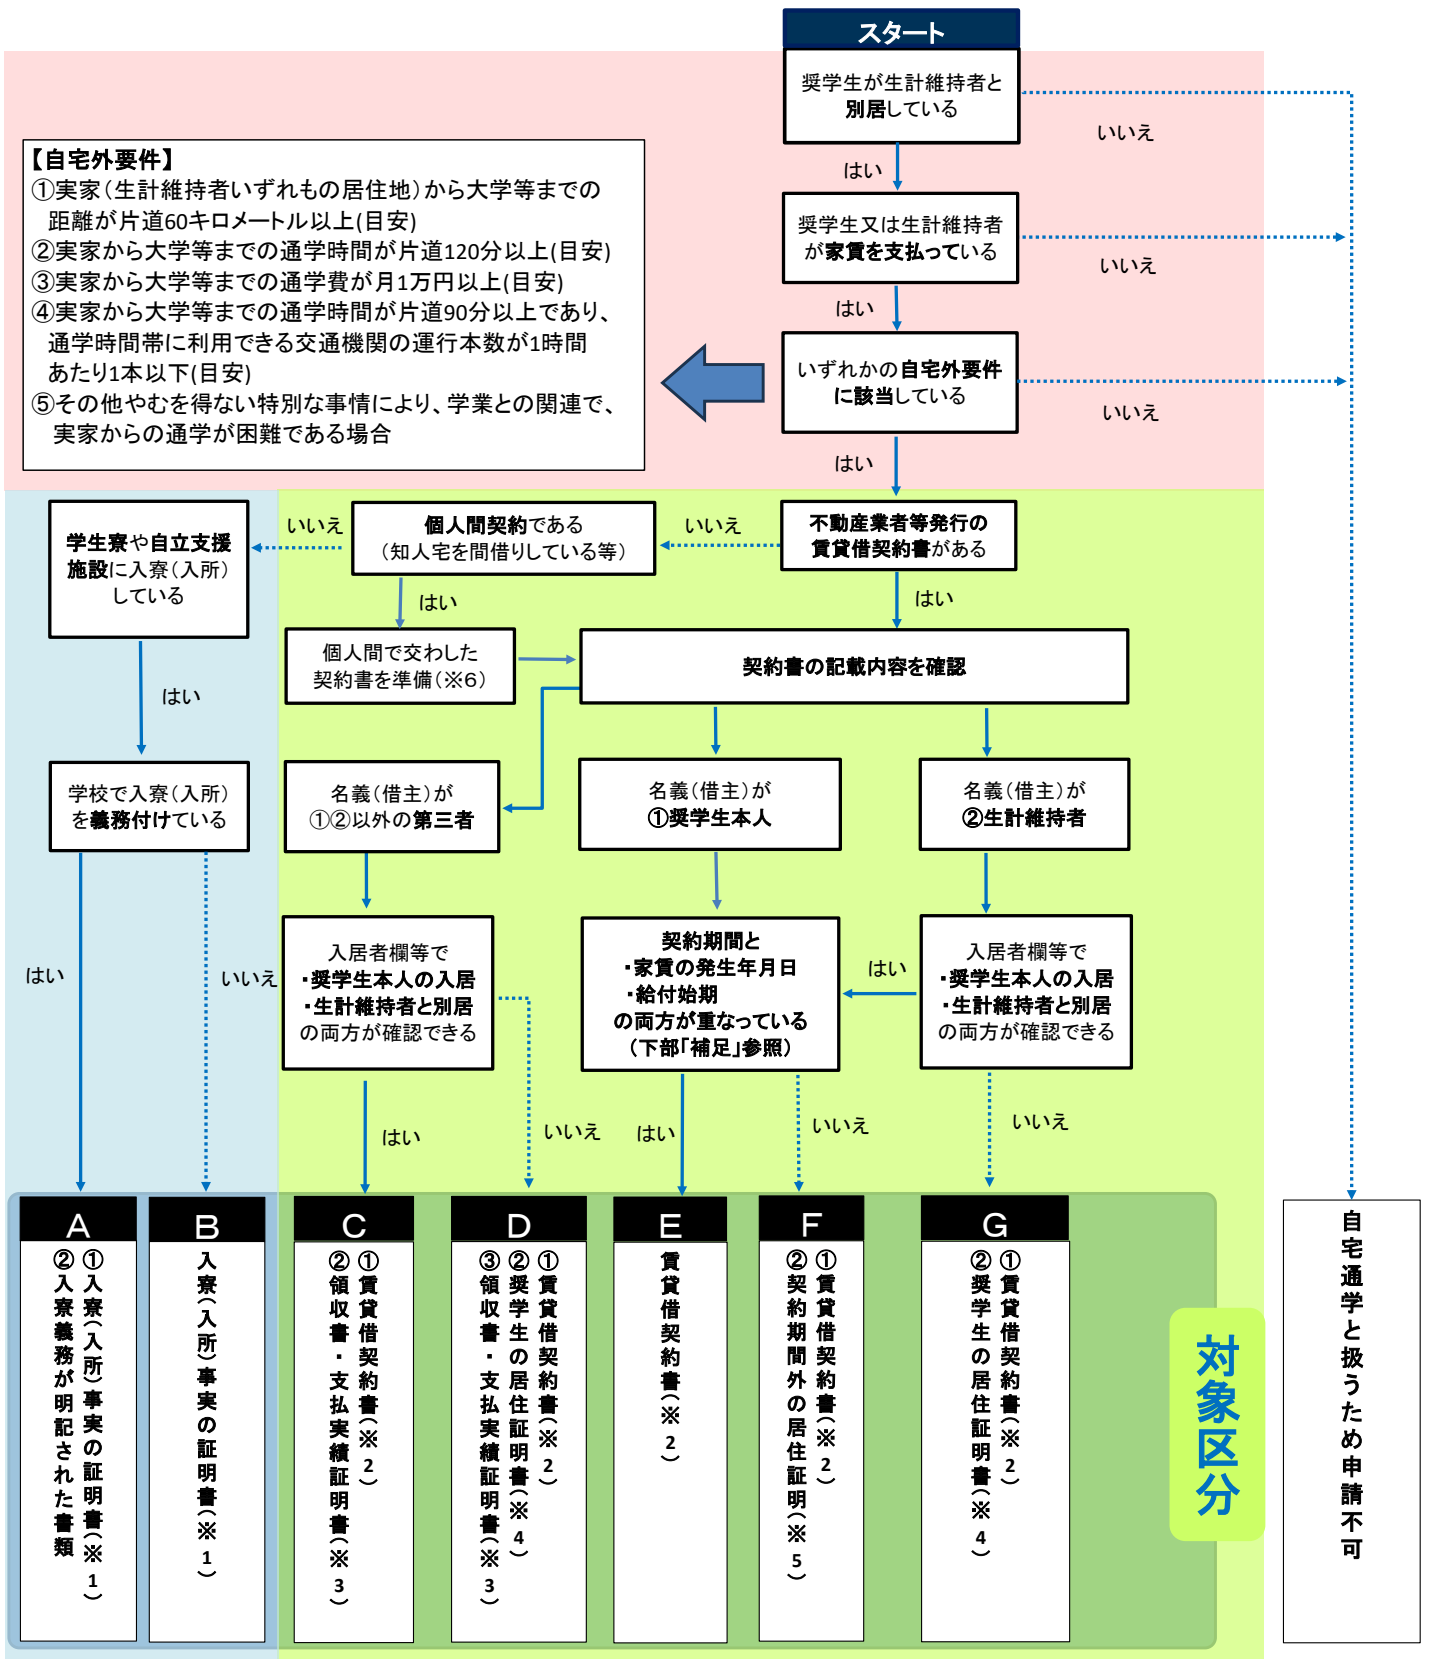 スタート
奨学生が生計維持者と
別居している
いいえ
はい
【自宅外要件】
①実家（生計維持者いずれもの居住地）から大学等までの
距離が片道60キロメートル以上(目安)
②実家から大学等までの通学時間が片道120分以上(目安)
③実家から大学等までの通学費が月1万円以上(目安)
④実家から大学等までの通学時間が片道90分以上であり、
通学時間帯に利用できる交通機関の運行本数が1時間
あたり1本以下(目安)
⑤その他やむを得ない特別な事情により、学業との関連で、
実家からの通学が困難である場合
奨学生又は生計維持者
が家賃を支払っている
いいえ
はい
いずれかの自宅外要件
に該当している
いいえ
はい
学生寮や自立支援
施設に入寮（入所）
している
いいえ
個人間契約である
（知人宅を間借りしている等）
いいえ
不動産業者等発行の
賃貸借契約書がある
はい
はい
はい
個人間で交わした
契約書を準備（※６）
契約書の記載内容を確認
学校で入寮（入所）
を義務付けている
名義（借主）が
①②以外の第三者
名義（借主）が
①奨学生本人
名義（借主）が
②生計維持者
はい
いいえ
入居者欄等で
・奨学生本人の入居
・生計維持者と別居
の両方が確認できる
契約期間と
・家賃の発生年月日
・給付始期
の両方が重なっている
（下部「補足」参照）
はい
入居者欄等で
・奨学生本人の入居
・生計維持者と別居
の両方が確認できる
はい
いいえ
はい
いいえ
いいえ
A
①入寮（入所）事実の証明書（※1）
②入寮義務が明記された書類
B
入寮（入所）事実の証明書（※1）
C
①賃貸借契約書（※2）
②領収書・支払実績証明書（※3）
D
①賃貸借契約書（※2）
②奨学生の居住証明書（※4）
③領収書・支払実績証明書（※3）
E
賃貸借契約書（※2）
F
①賃貸借契約書（※2）
②契約期間外の居住証明（※5）
G
①賃貸借契約書（※2）
②奨学生の居住証明書（※4）
対象区分
自宅通学と扱うため申請不可